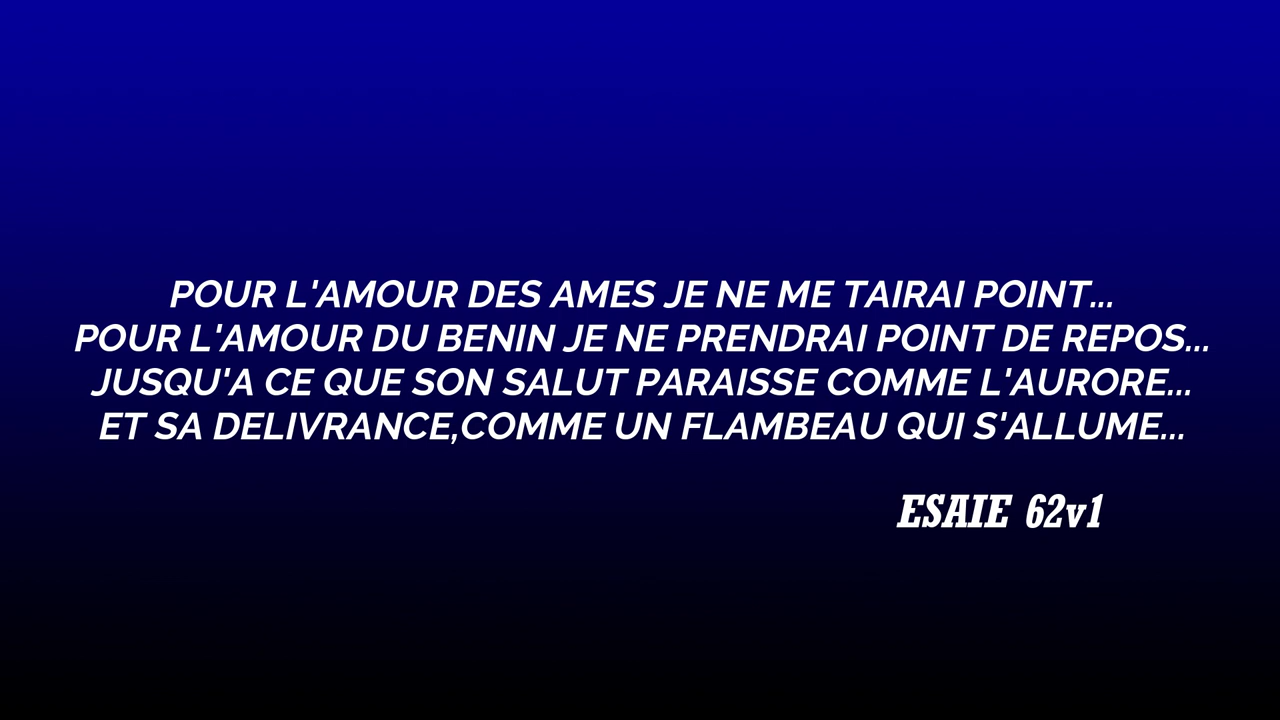 POUR L'AMOUR DES AMES JE NE ME TAIRAI POINT...
POUR L'AMOUR DU BENIN JE NE PRENDRAI POINT DE REPOS...
JUSQU'A CE QUE SON SALUT PARAISSE COMME L'AURORE...
ET SA DELIVRANCE,COMME UN FLAMBEAU QUI S'ALLUME...
ESAIE 62v1